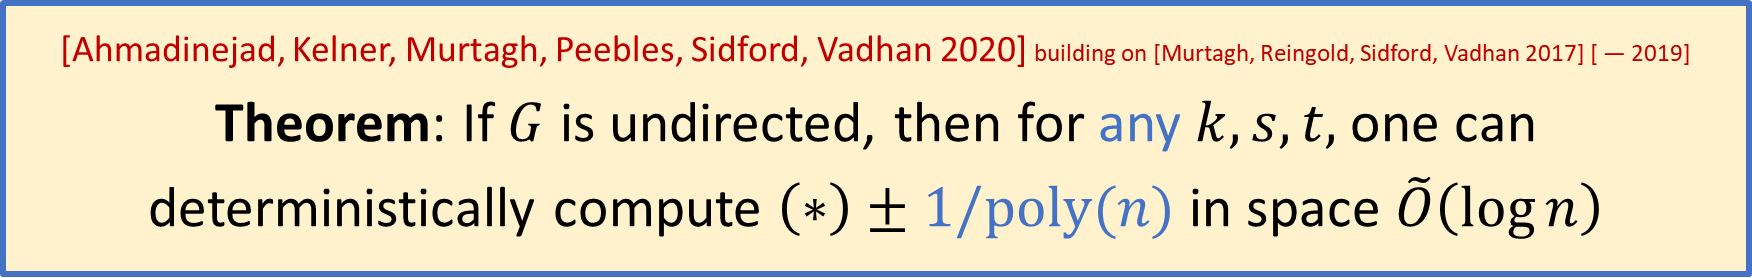 [Ahmadinejad, Kelner, Murtagh, Peebles, Sidford, Vadhan 2020] building on [Murtagh, Reingold, Sidford, Vadhan 2017] [ — 2019]
Theorem: If G is undirected, then for any k, s, t, one can
deterministically compute (∗) ± 1/poly(n) in space Õ(log n)